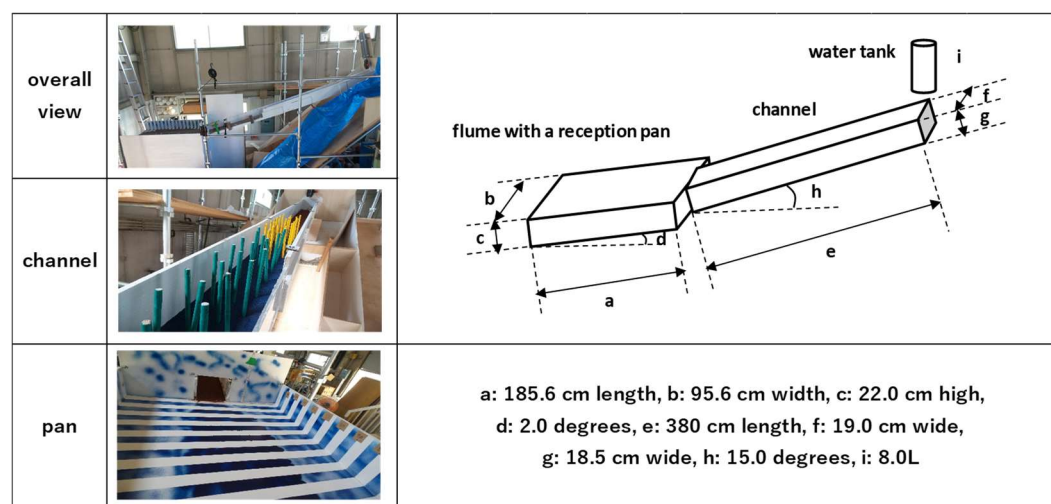 overall
view
water tank
i
channel
f
g
flume with a reception pan
b
h
c
d
e
a
channel
pan
a: 185.6 cm length, b: 95.6 cm width, c: 22.0 cm high,
d: 2.0 degrees, e: 380 cm length, f: 19.0 cm wide,
g: 18.5 cm wide, h: 15.0 degrees, i: 8.0L